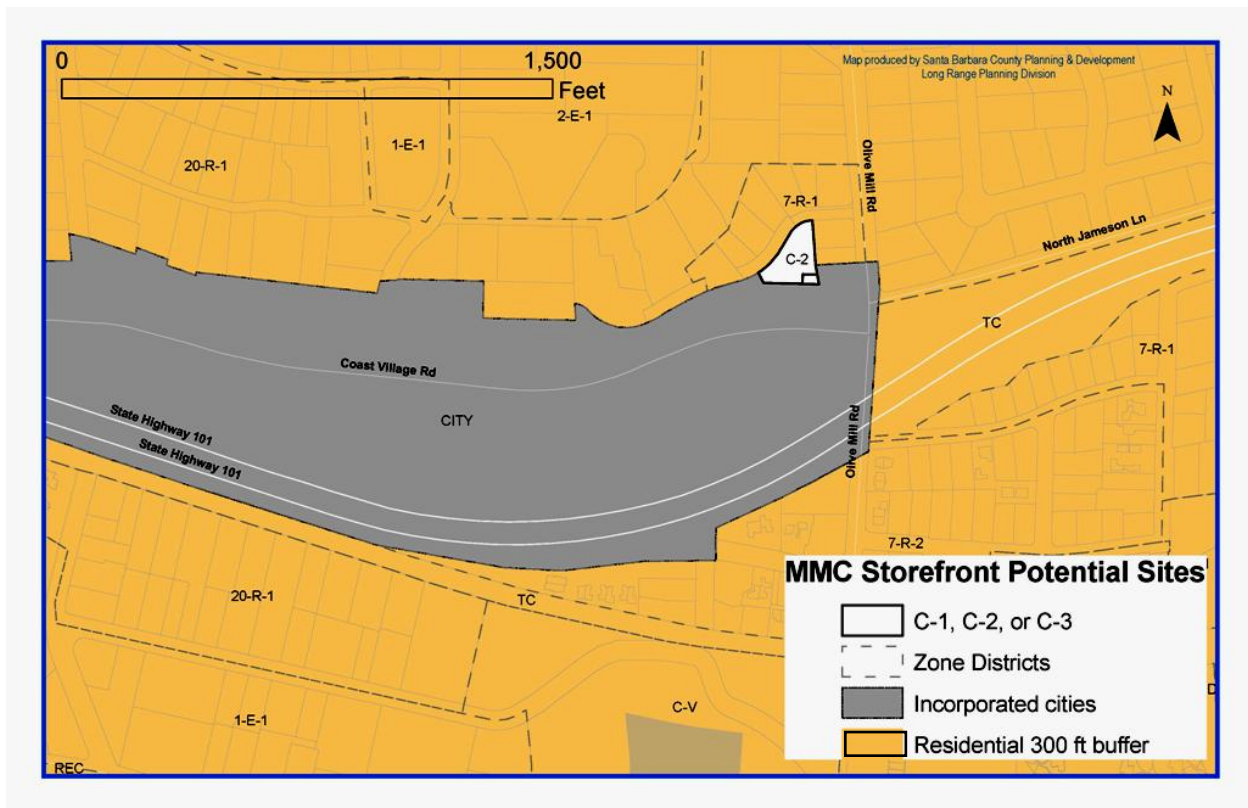 0 1,500
Feet
Map produced by Santa Barbara County Planning & Development
Long Range Planning Division
N
2-E-1
1-E-1
20-R-1
Olive Mill Rd
7-R-1
North Jameson Ln
C-2
TC
7-R-1
Coast Village Rd
CITY
State Highway 101
State Highway 101
Olive Mill Rd
7-R-2
20-R-1
TC
1-E-1
C-V
REC
D
MMC Storefront Potential Sites
C-1, C-2, or C-3
Zone Districts
Incorporated cities
Residential 300 ft buffer